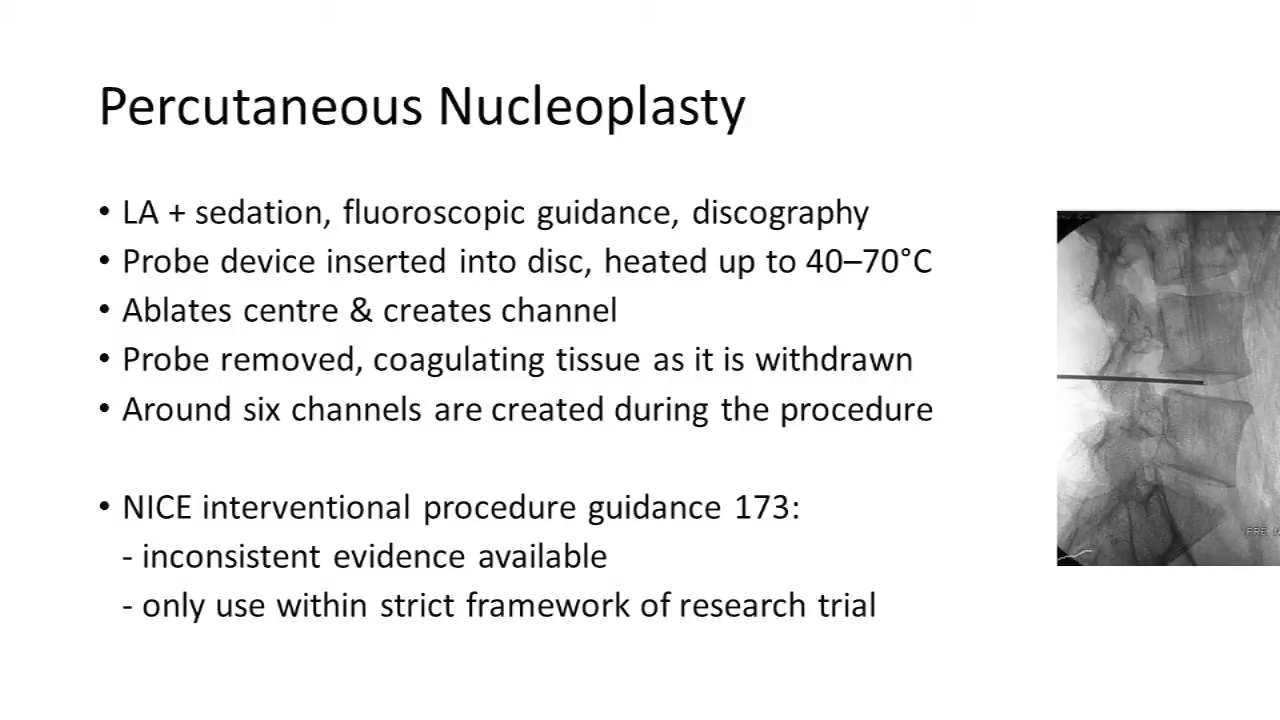 Percutaneous Nucleoplasty
• LA + sedation, fluoroscopic guidance, discography
• Probe device inserted into disc, heated up to 40–70°C
• Ablates centre & creates channel
• Probe removed, coagulating tissue as it is withdrawn
• Around six channels are created during the procedure
• NICE interventional procedure guidance 173:
- inconsistent evidence available
- only use within strict framework of research trial
PRE